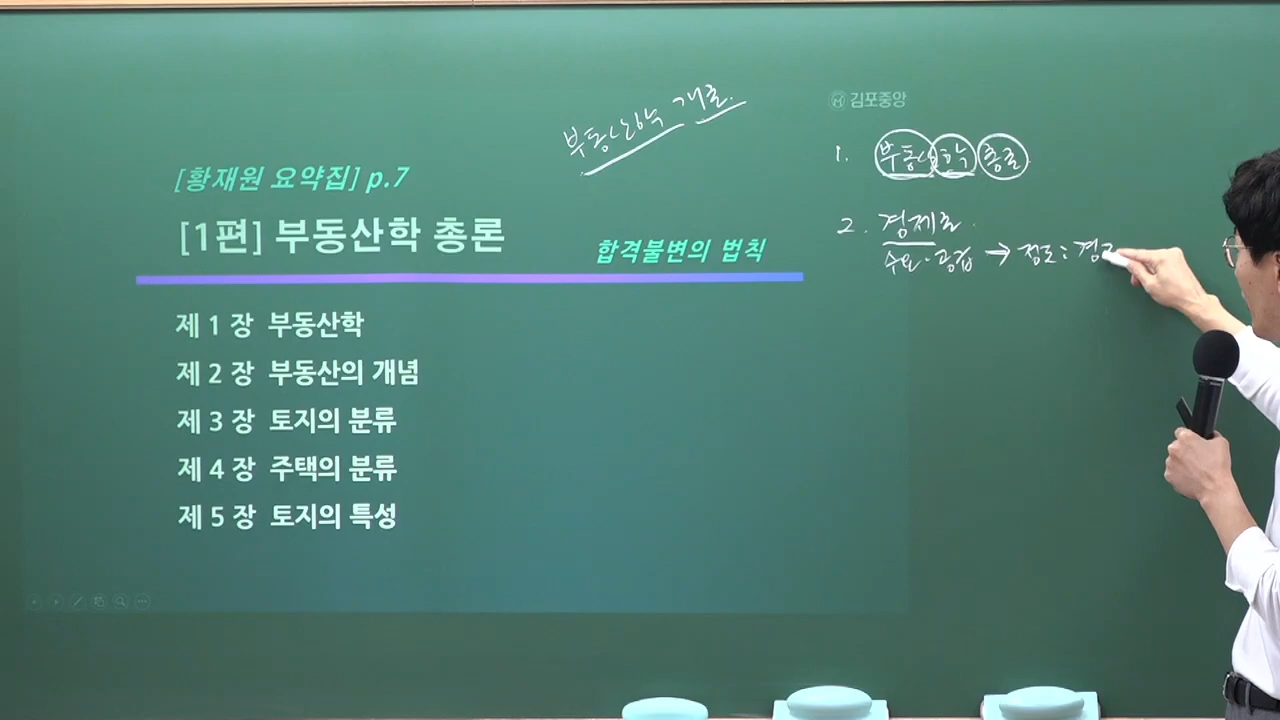 부동산학 개론
김포중앙
[황재원 요약집] p.7
[1편] 부동산학 총론
합격불변의 법칙
제 1 장 부동산학
제 2 장 부동산의 개념
제 3 장 토지의 분류
제 4 장 주택의 분류
제 5 장 토지의 특성
1. 부동산학 총론
2. 경제론
수요·공급 →